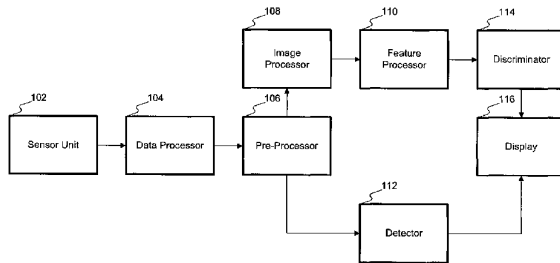 108
Image
Processor
110
Feature
Processor
114
Discriminator
102
Sensor Unit
104
Data Processor
106
Pre-Processor
116
Display
112
Detector